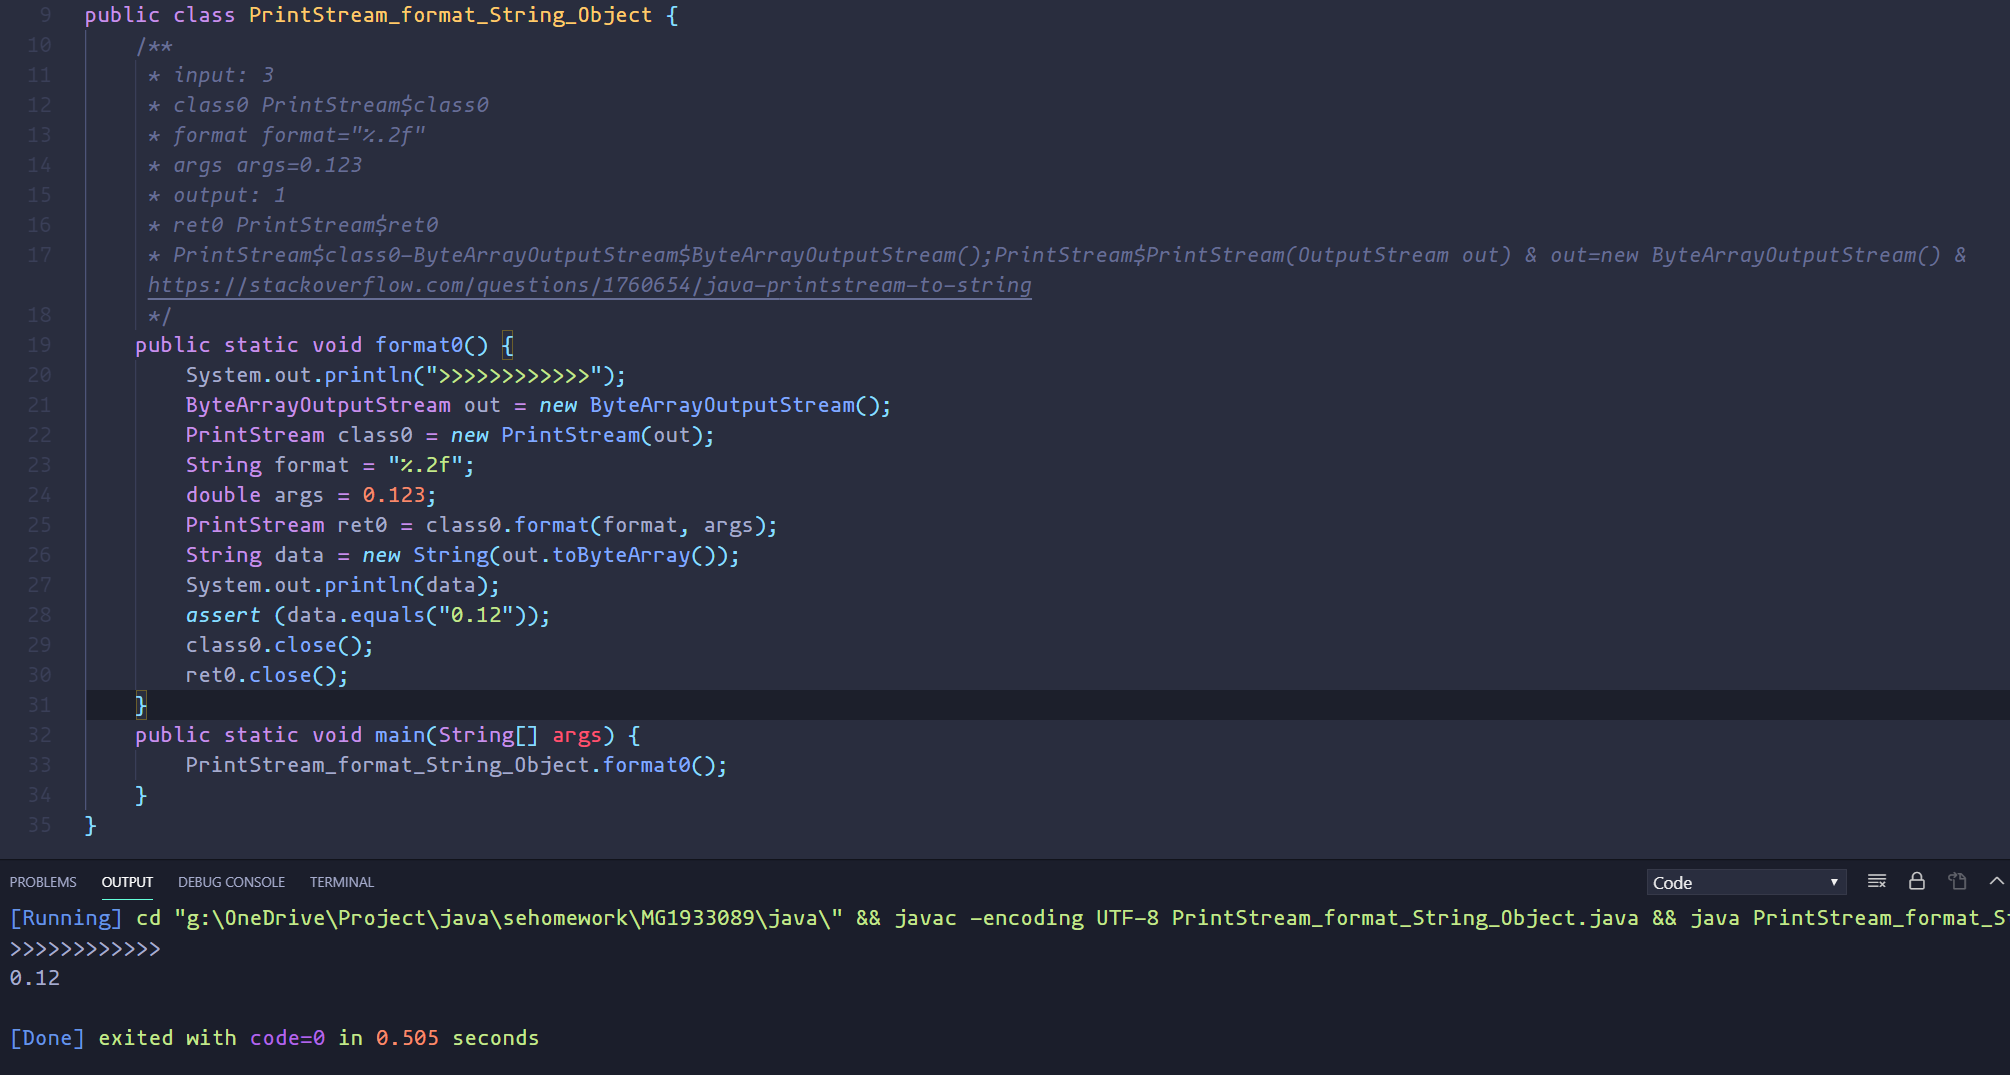 9 public class PrintStream_format_String_Object {
10 /**
11 * input: 3
12 * class0 PrintStream$class0
13 * format format="%.2f"
14 * args args=0.123
15 * output: 1
16 * ret0 PrintStream$ret0
17 * PrintStream$class0-ByteArrayOutputStream$ByteArrayOutputStream();PrintStream$PrintStream(OutputStream out) & out=new ByteArrayOutputStream() &
https://stackoverflow.com/questions/1760654/java-printstream-to-string
18 */
19 public static void format0() {
20 System.out.println(">>>>>>>>>>>>");
21 ByteArrayOutputStream out = new ByteArrayOutputStream();
22 PrintStream class0 = new PrintStream(out);
23 String format = "%.2f";
24 double args = 0.123;
25 PrintStream ret0 = class0.format(format, args);
26 String data = new String(out.toByteArray());
27 System.out.println(data);
28 assert (data.equals("0.12"));
29 class0.close();
30 ret0.close();
31 }
32 public static void main(String[] args) {
33 PrintStream_format_String_Object.format0();
34 }
35 }
PROBLEMS OUTPUT DEBUG CONSOLE TERMINAL Code
[Running] cd "g:\OneDrive\Project\java\sehomework\MG1933089\java\" && javac -encoding UTF-8 PrintStream_format_String_Object.java && java PrintStream_format_St
>>>>>>>>>>>>
0.12
[Done] exited with code=0 in 0.505 seconds